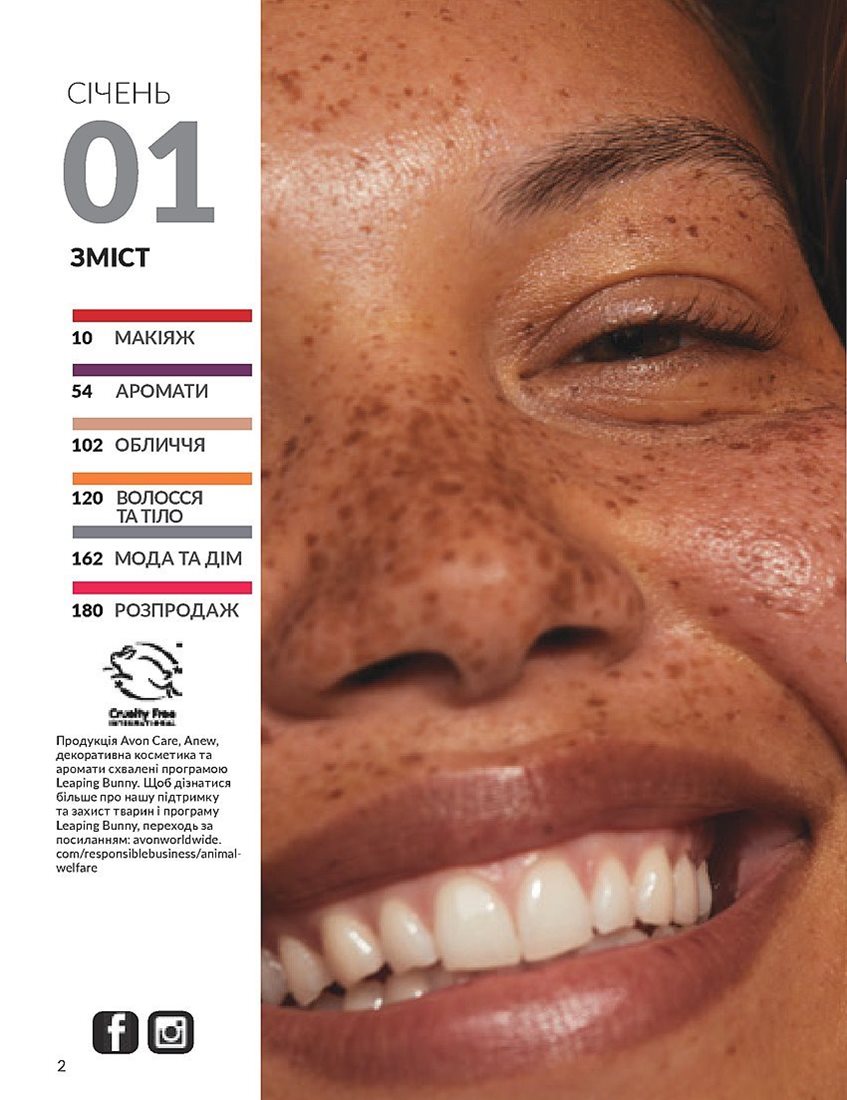 СІЧЕНЬ
01
ЗМІСТ
10 МАКІЯЖ
54 АРОМАТИ
102 ОБЛИЧЧЯ
120 ВОЛОССЯ
ТА ТІЛО
162 МОДА ТА ДІМ
180 РОЗПРОДАЖ
Cruelty Free
INTERNATIONAL
Продукція Avon Care, Anew,
декоративна косметика та
аромати схвалені програмою
Leaping Bunny. Щоб дізнатися
більше про нашу підтримку
та захист тварин і програму
Leaping Bunny, переходь за
посиланням: avonworldwide.
com/responsiblebusiness/animal-
welfare
2